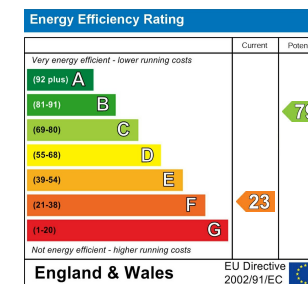 Energy Efficiency Rating
Current
Very energy efficient - lower running costs
(92 plus) A
(81-91) B
(69-80) C
(55-68) D
(39-54) E
(21-38) F 23
(1-20) G
Not energy efficient - higher running costs
England & Wales
EU Directive
2002/91/EC